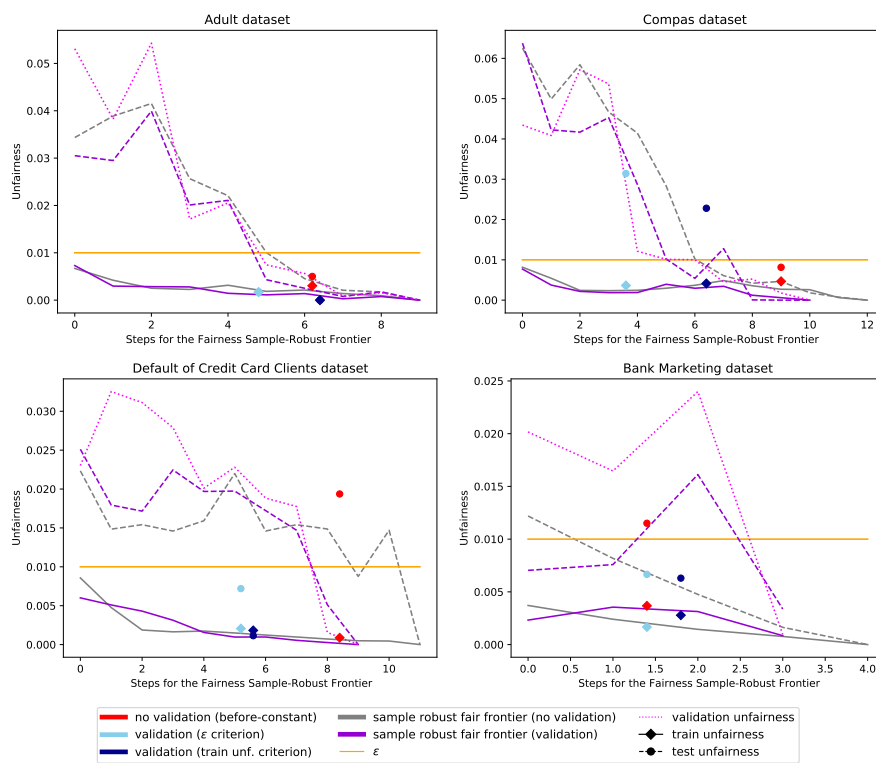 Adult dataset
Unfairness
0.05
0.04
0.03
0.02
0.01
0.00
0 2 4 6 8
Steps for the Fairness Sample-Robust Frontier
Compas dataset
Unfairness
0.06
0.05
0.04
0.03
0.02
0.01
0.00
0 2 4 6 8 10 12
Steps for the Fairness Sample-Robust Frontier
Default of Credit Card Clients dataset
Unfairness
0.030
0.025
0.020
0.015
0.010
0.005
0.000
0 2 4 6 8 10
Steps for the Fairness Sample-Robust Frontier
Bank Marketing dataset
Unfairness
0.025
0.020
0.015
0.010
0.005
0.000
0.0 0.5 1.0 1.5 2.0 2.5 3.0 3.5 4.0
Steps for the Fairness Sample-Robust Frontier
no validation (before-constant)
validation (ε criterion)
validation (train unf. criterion)
sample robust fair frontier (no validation)
sample robust fair frontier (validation)
ε
validation unfairness
train unfairness
test unfairness